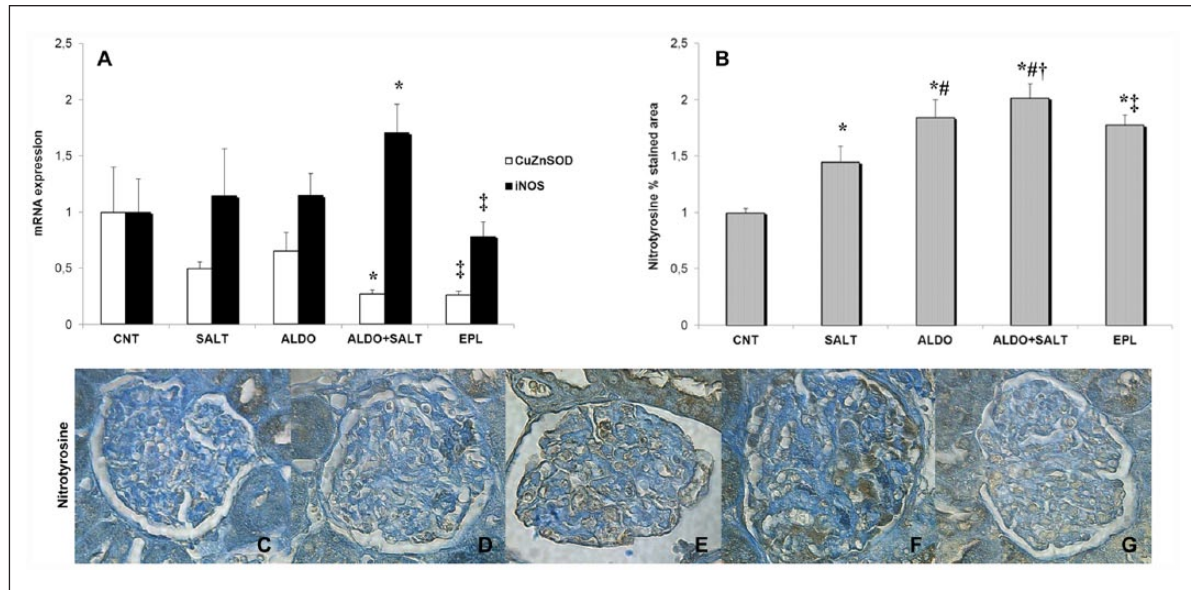 A
mRNA expression
2,5
2
1,5
1
0,5
0
*
*
‡
‡
CuZnSOD
iNOS
CNT SALT ALDO ALDO+SALT EPL
B
Nitrotyrosine % stained area
2,5
2
1,5
1
0,5
0
*
*#
*#†
*‡
CNT SALT ALDO ALDO+SALT EPL
Nitrotyrosine
C D E F G